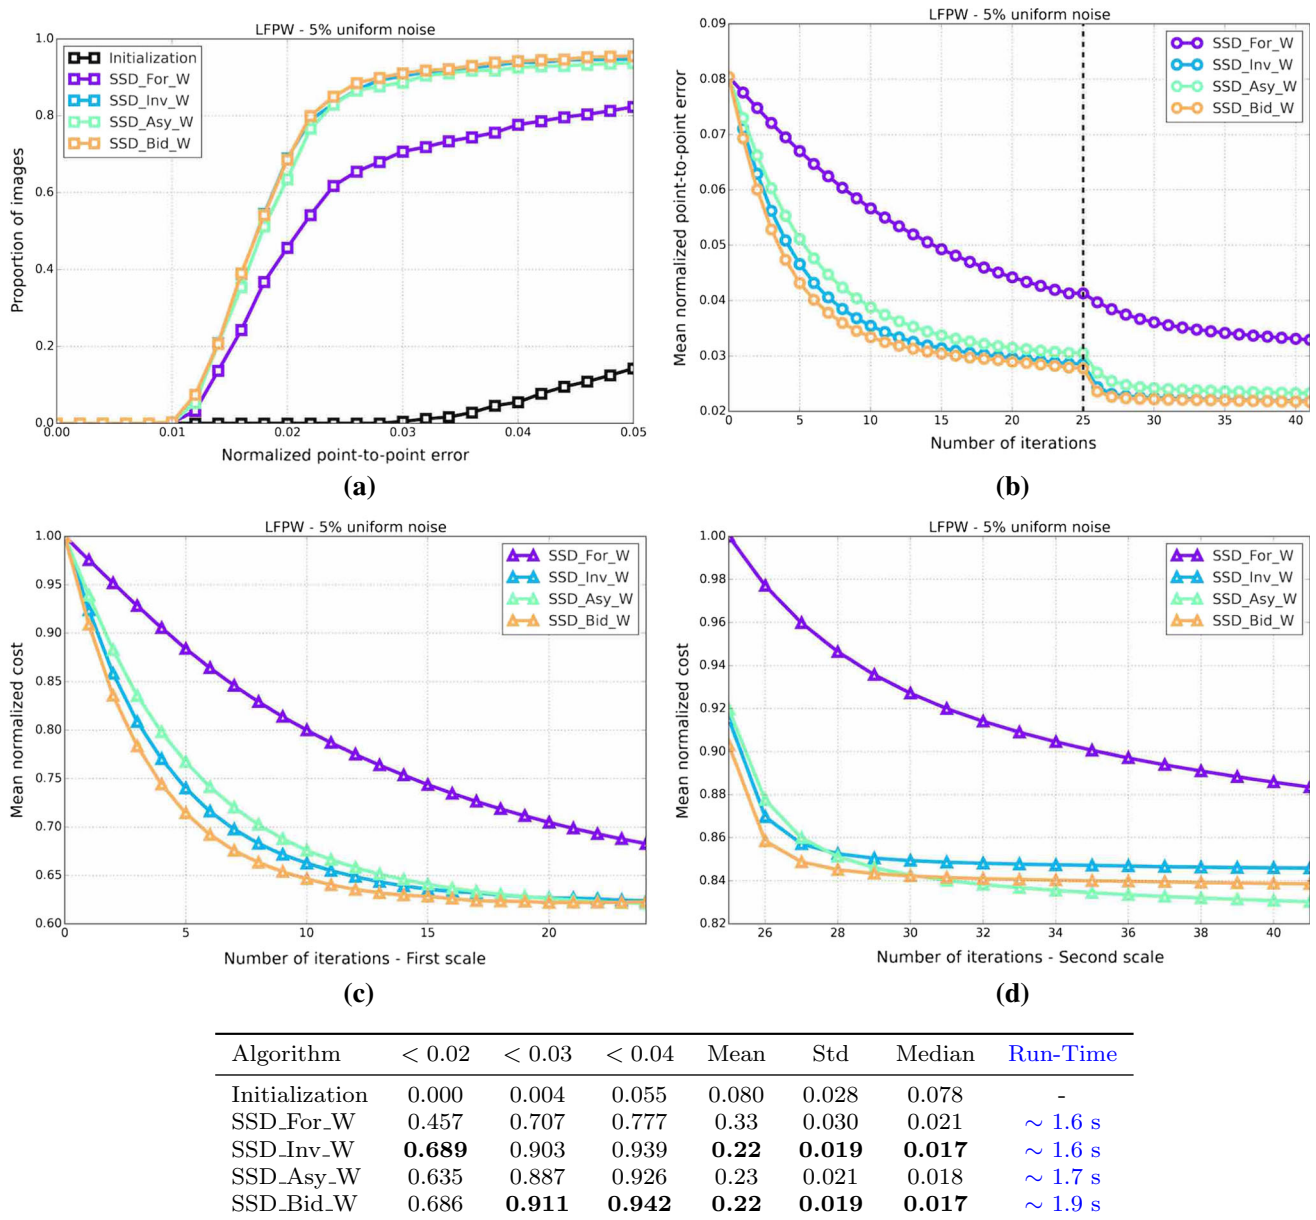 LFPW - 5% uniform noise
1.0
0.8
0.6
0.4
0.2
0.0
0.00 0.01 0.02 0.03 0.04 0.05
Proportion of images
Normalized point-to-point error
Initialization
SSD_For_W
SSD_Inv_W
SSD_Asy_W
SSD_Bid_W
(a)
LFPW - 5% uniform noise
0.09
0.08
0.07
0.06
0.05
0.04
0.03
0.02
0 5 10 15 20 25 30 35 40
Mean normalized point-to-point error
Number of iterations
SSD_For_W
SSD_Inv_W
SSD_Asy_W
SSD_Bid_W
(b)
LFPW - 5% uniform noise
1.00
0.95
0.90
0.85
0.80
0.75
0.70
0.65
0.60
0 5 10 15 20
Mean normalized cost
Number of iterations - First scale
SSD_For_W
SSD_Inv_W
SSD_Asy_W
SSD_Bid_W
(c)
LFPW - 5% uniform noise
1.00
0.98
0.96
0.94
0.92
0.90
0.88
0.86
0.84
0.82
26 28 30 32 34 36 38 40
Mean normalized cost
Number of iterations - Second scale
SSD_For_W
SSD_Inv_W
SSD_Asy_W
SSD_Bid_W
(d)
Algorithm < 0.02 < 0.03 < 0.04 Mean Std Median Run-Time
Initialization 0.000 0.004 0.055 0.080 0.028 0.078 -
SSD_For_W 0.457 0.707 0.777 0.33 0.030 0.021 ~ 1.6 s
SSD_Inv_W 0.689 0.903 0.939 0.22 0.019 0.017 ~ 1.6 s
SSD_Asy_W 0.635 0.887 0.926 0.23 0.021 0.018 ~ 1.7 s
SSD_Bid_W 0.686 0.911 0.942 0.22 0.019 0.017 ~ 1.9 s